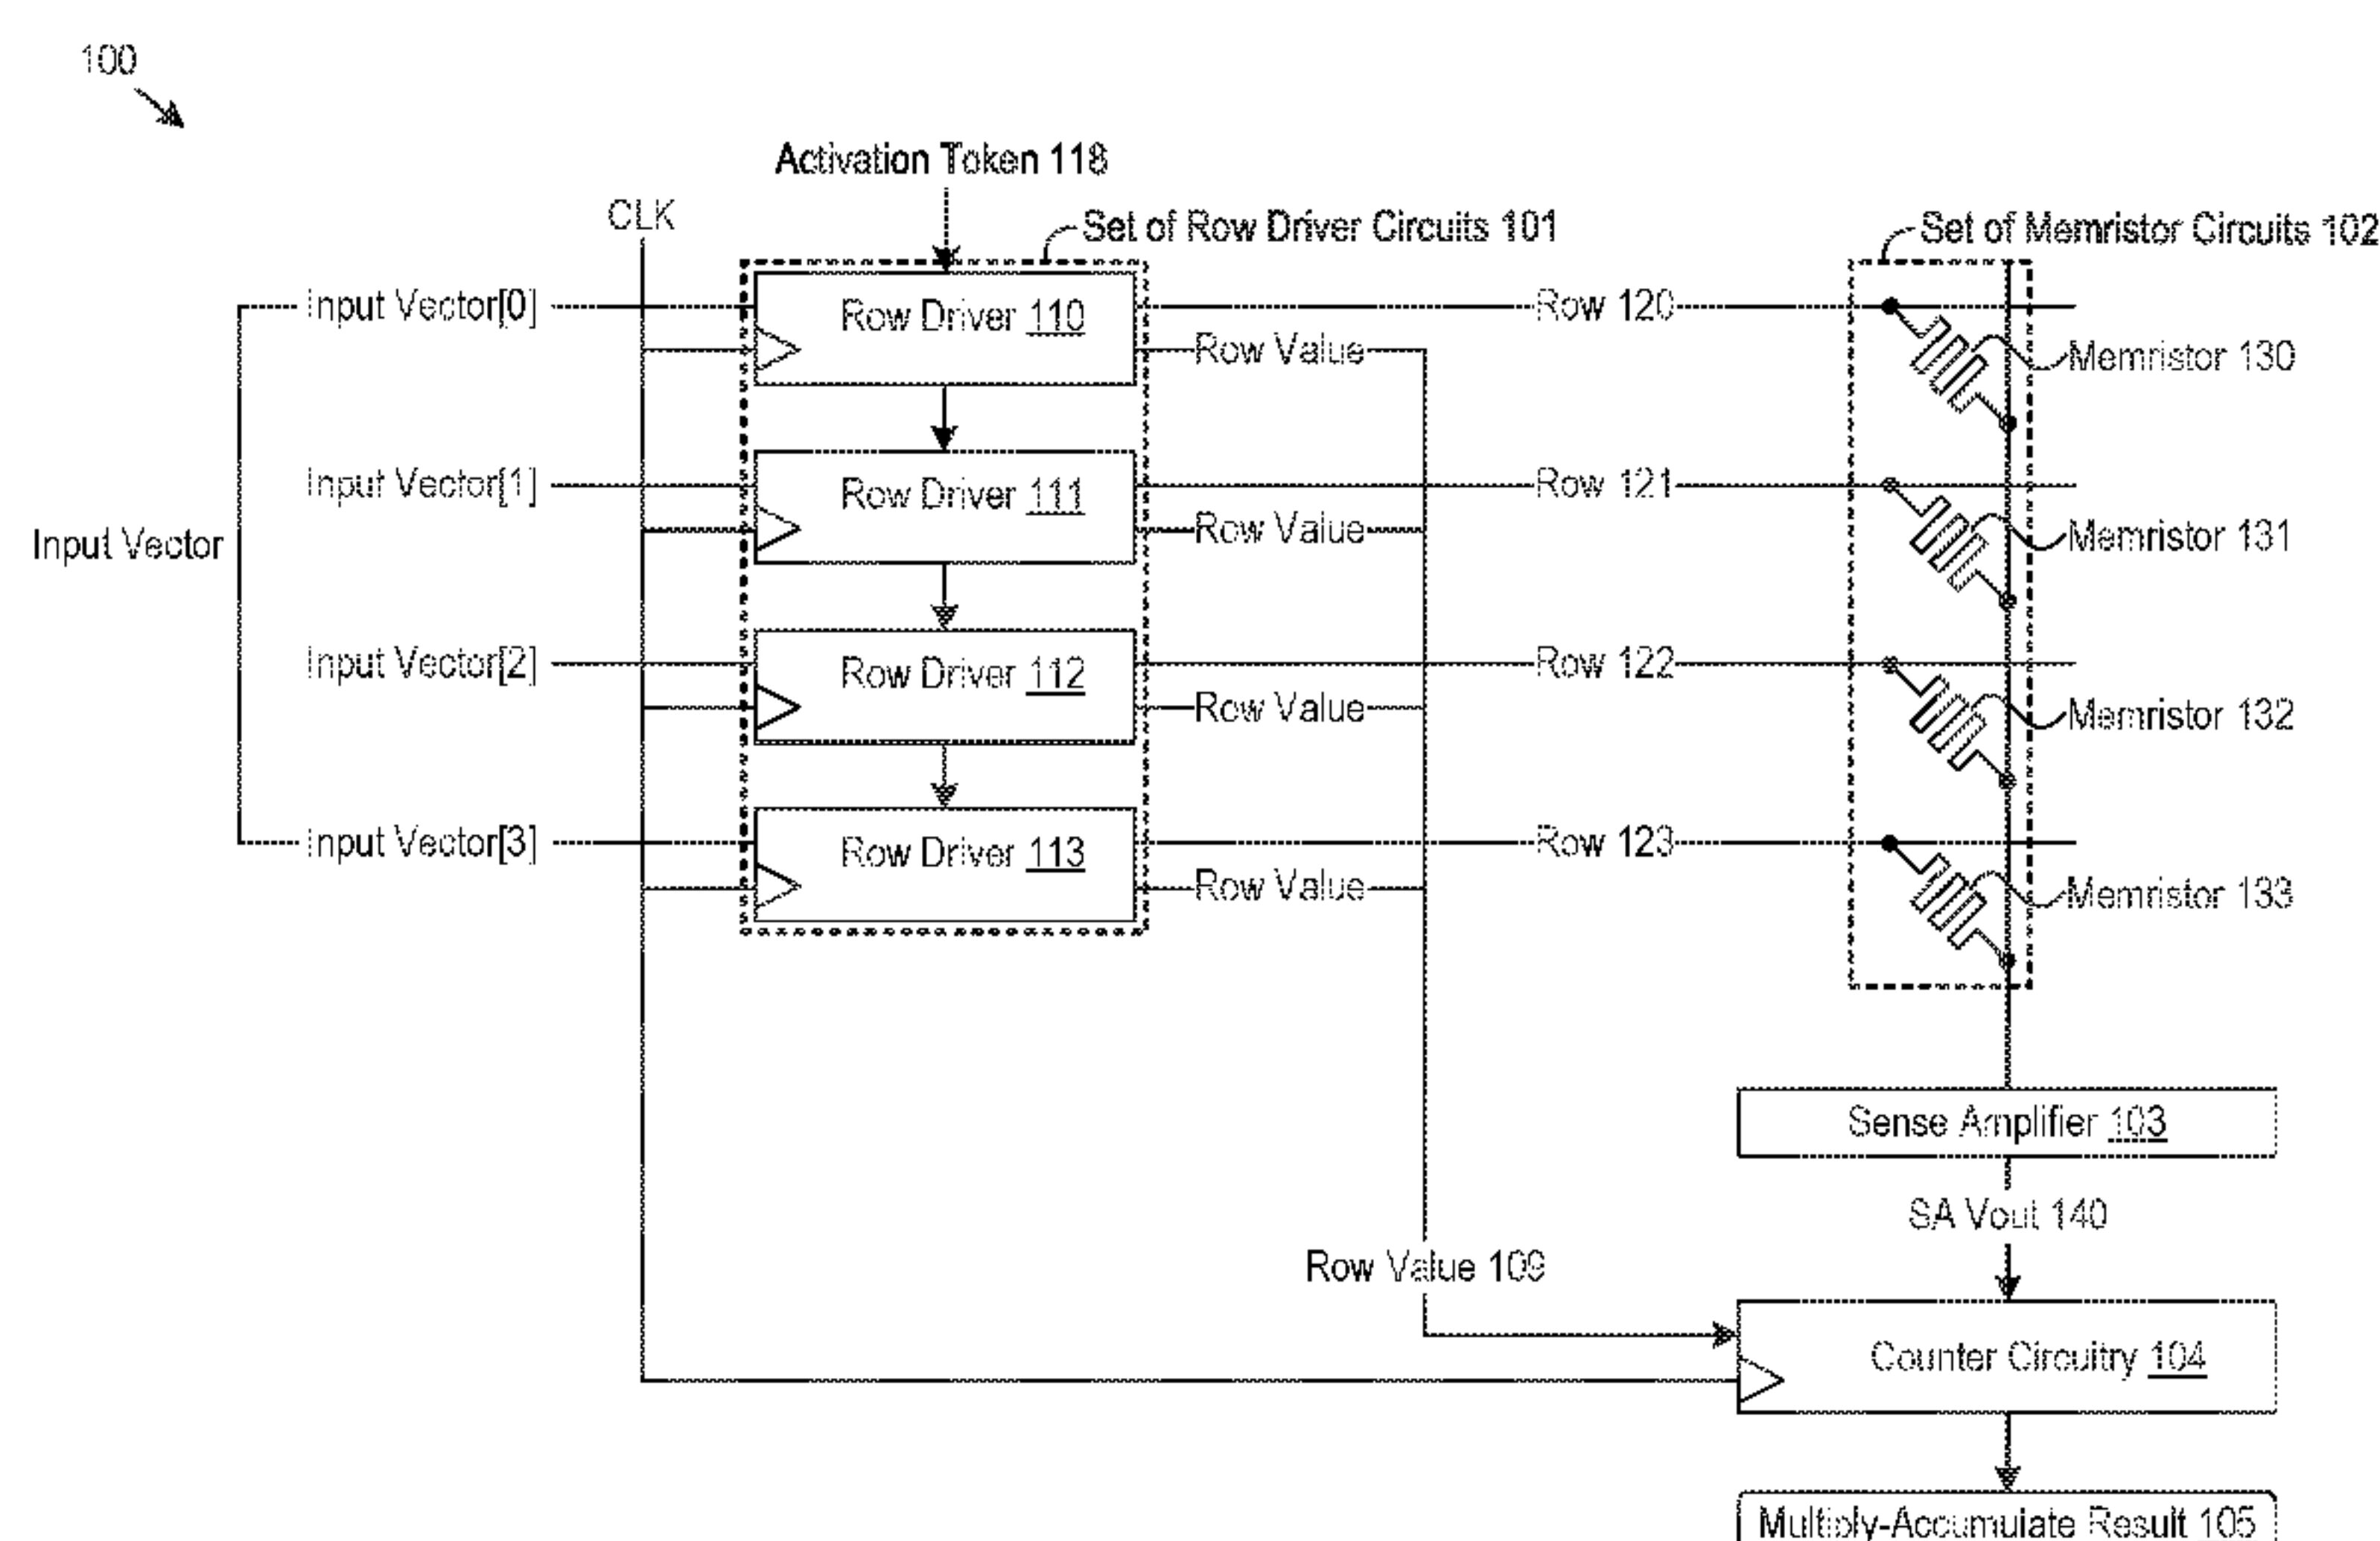 100
Activation Token 118
CLK
Set of Row Driver Circuits 101
Set of Memristor Circuits 102
Input Vector[0]
Row Driver 110
Row 120
Row Value
Memristor 130
Input Vector[1]
Row Driver 111
Row 121
Row Value
Memristor 131
Input Vector
Input Vector[2]
Row Driver 112
Row 122
Row Value
Memristor 132
Input Vector[3]
Row Driver 113
Row 123
Row Value
Memristor 133
Sense Amplifier 103
SA Vout 140
Row Value 109
Counter Circuitry 104
Multiply-Accumulate Result 105